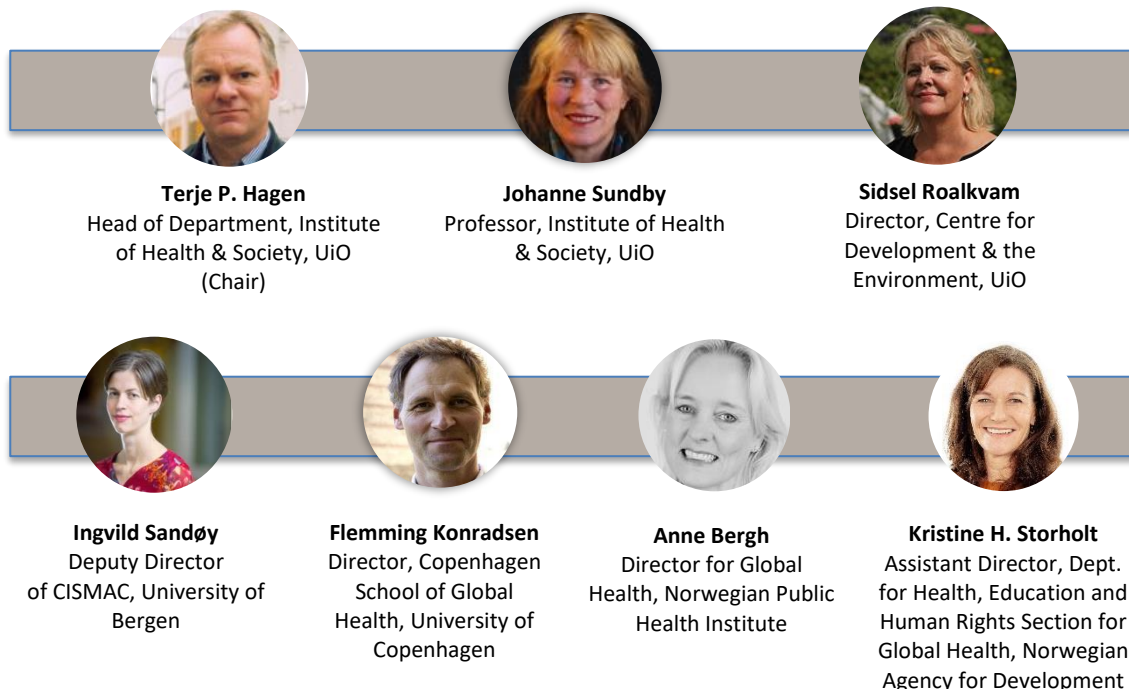 Terje P. Hagen
Head of Department, Institute
of Health & Society, UiO
(Chair)
Johanne Sundby
Professor, Institute of Health
& Society, UiO
Sidsel Roalkvam
Director, Centre for
Development & the
Environment, UiO
Ingvild Sandøy
Deputy Director
of CISMAC, University of
Bergen
Flemming Konradsen
Director, Copenhagen
School of Global
Health, University of
Copenhagen
Anne Bergh
Director for Global
Health, Norwegian Public
Health Institute
Kristine H. Storholt
Assistant Director, Dept.
for Health, Education and
Human Rights Section for
Global Health, Norwegian
Agency for Development